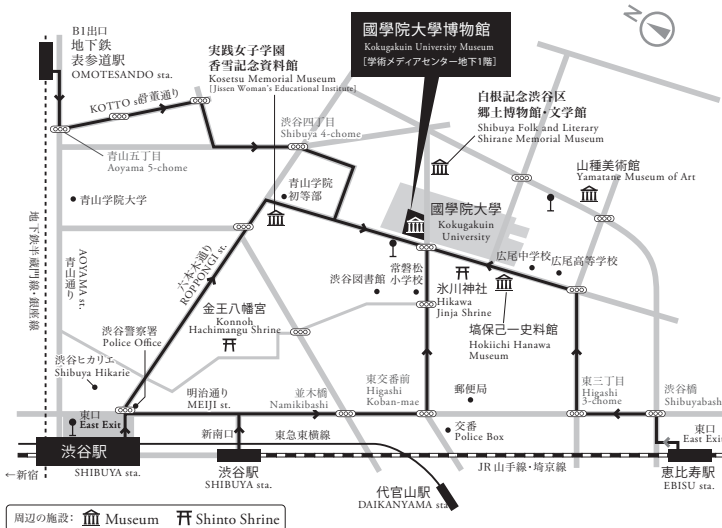 B1出口
地下鉄
表参道駅
OMOTESANDO sta.
KOTTO st. 骨董通り
青山五丁目
Aoyama 5-chome
実践女子学園
香雪記念資料館
Kosetsu Memorial Museum
[Jissen Woman's Educational Institute]
國學院大學博物館
Kokugakuin University Museum
[学術メディアセンター地下1階]
N
渋谷四丁目
Shibuya 4-chome
白根記念渋谷区
郷土博物館・文学館
Shibuya Folk and Literary
Shirane Memorial Museum
山種美術館
Yamatane Museum of Art
青山学院大学
青山学院
初等部
國學院大學
Kokugakuin
University
地下鉄半蔵門線・銀座線
青山通り
AOYAMA st.
六本木通り
ROPPONGI st.
渋谷図書館
常磐松
小学校
氷川神社
Hikawa
Jinja Shrine
広尾中学校
広尾高等学校
塙保己一史料館
Hokiichi Hanawa
Museum
金王八幡宮
Konnoh
Hachimangu Shrine
渋谷警察署
Police Office
渋谷ヒカリエ
Shibuya Hikarie
明治通り
MEIJI st.
並木橋
Namikibashi
東交番前
Higashi
Koban-mae
郵便局
東三丁目
Higashi
3-chome
渋谷橋
Shibuyabashi
東口
East Exit
新南口
東急東横線
交番
Police Box
東口
East Exit
渋谷駅
SHIBUYA sta.
←新宿
渋谷駅
SHIBUYA sta.
代官山駅
DAIKANYAMA sta.
JR 山手線・埼京線
恵比寿駅
EBISU sta.
周辺の施設: Museum Shinto Shrine